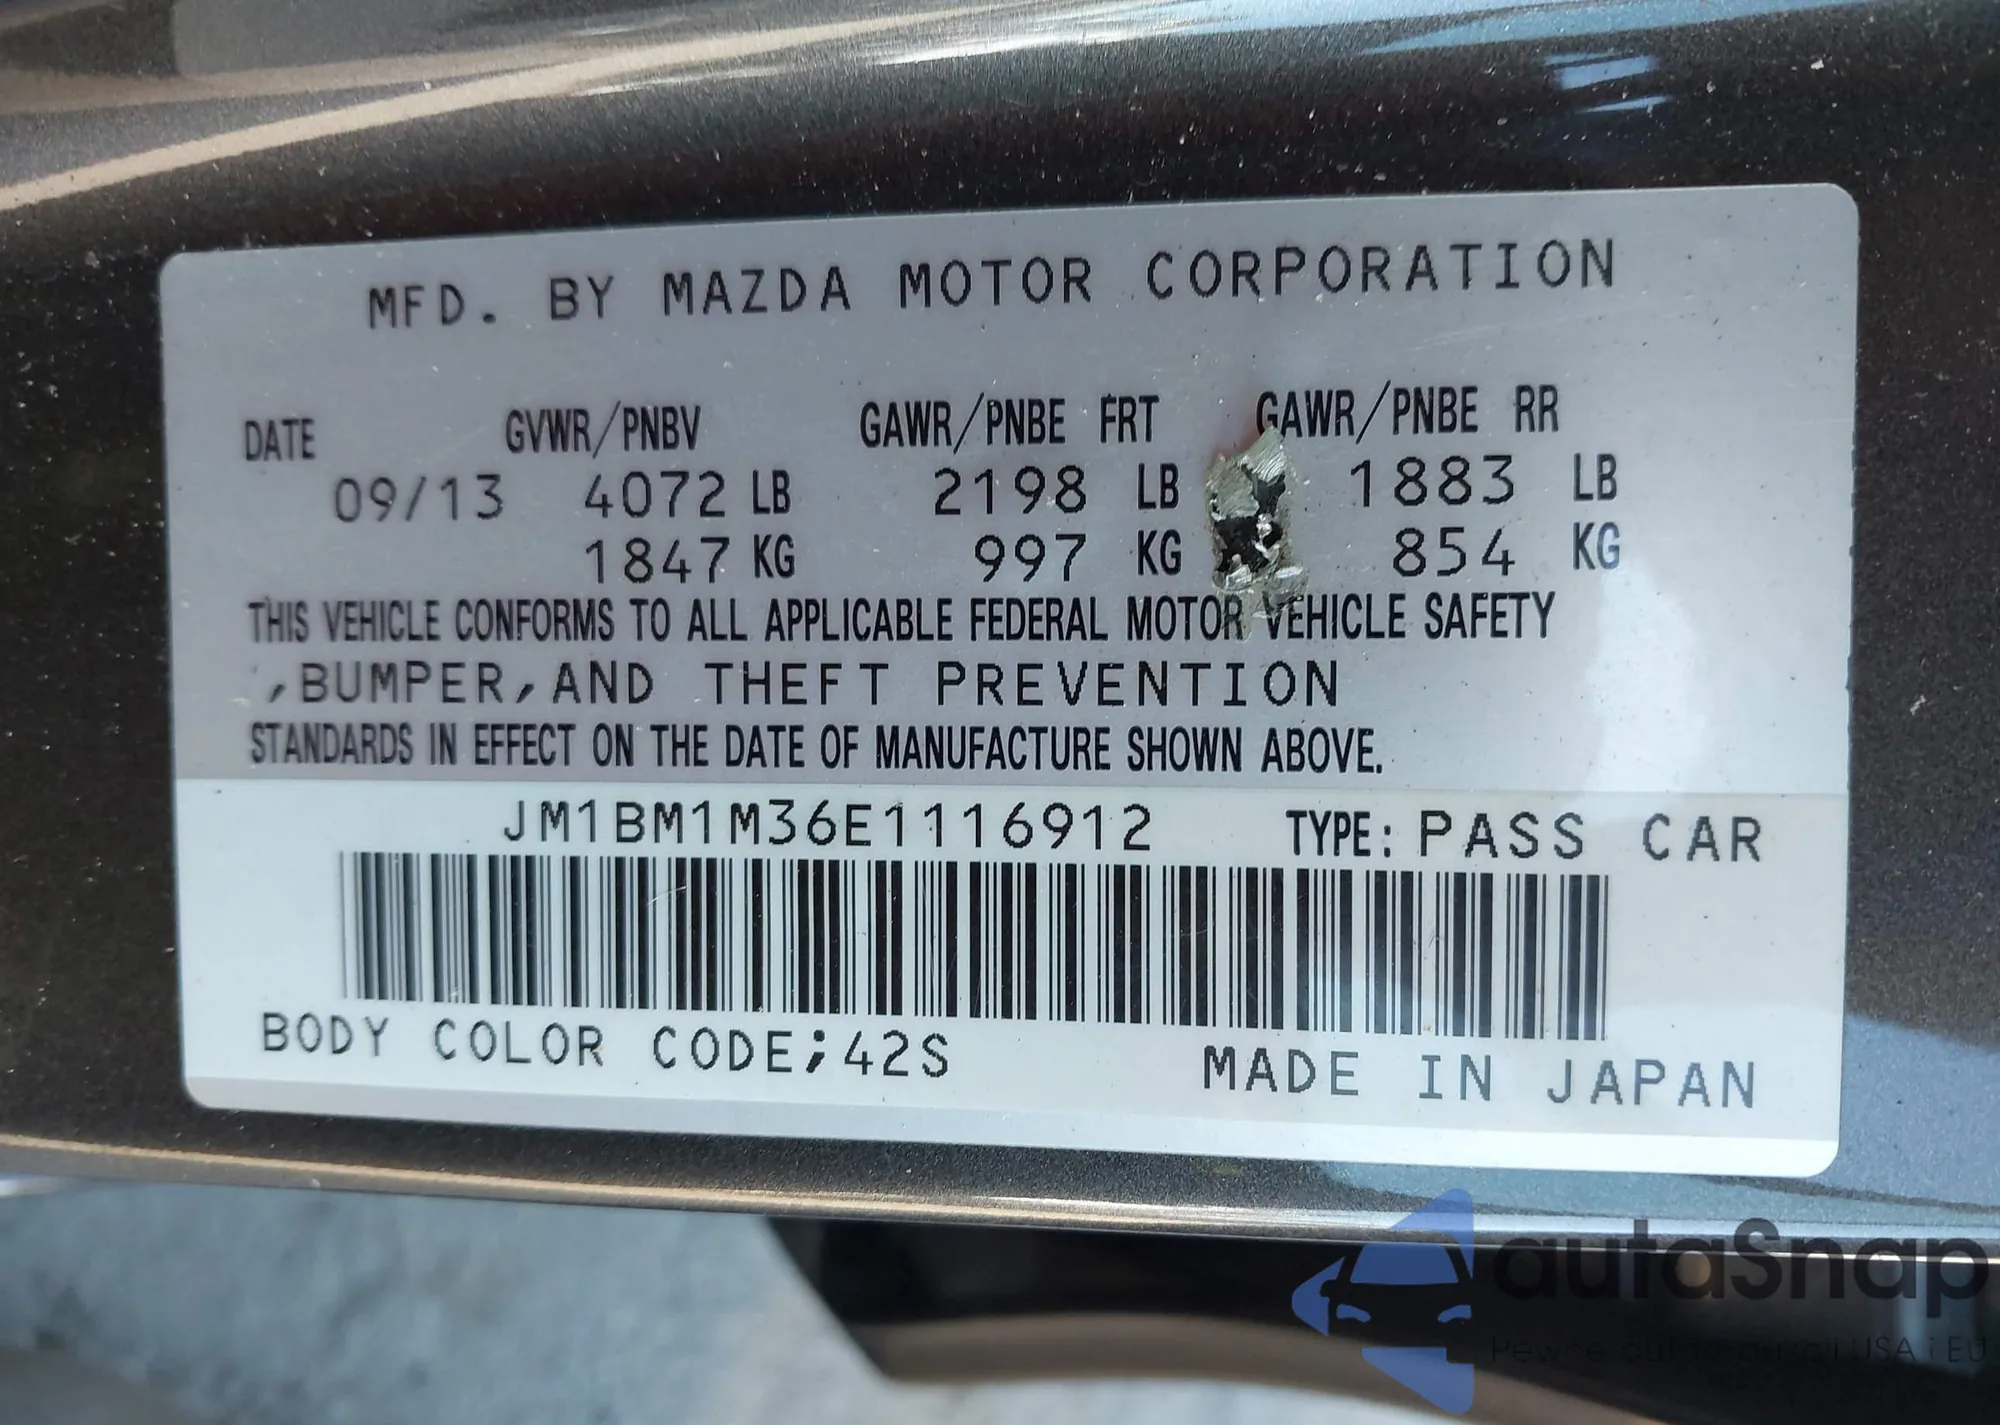 MFD. BY MAZDA MOTOR CORPORATION
DATE GVWR/PNBV GAWR/PNBE FRT GAWR/PNBE RR
09/13 4072 LB 2198 LB 1883 LB
1847 KG 997 KG 854 KG
THIS VEHICLE CONFORMS TO ALL APPLICABLE FEDERAL MOTOR VEHICLE SAFETY
,BUMPER,AND THEFT PREVENTION
STANDARDS IN EFFECT ON THE DATE OF MANUFACTURE SHOWN ABOVE.
JM1BM1M36E1116912 TYPE: PASS CAR
BODY COLOR CODE;42S MADE IN JAPAN
autaSnap
USA i EU